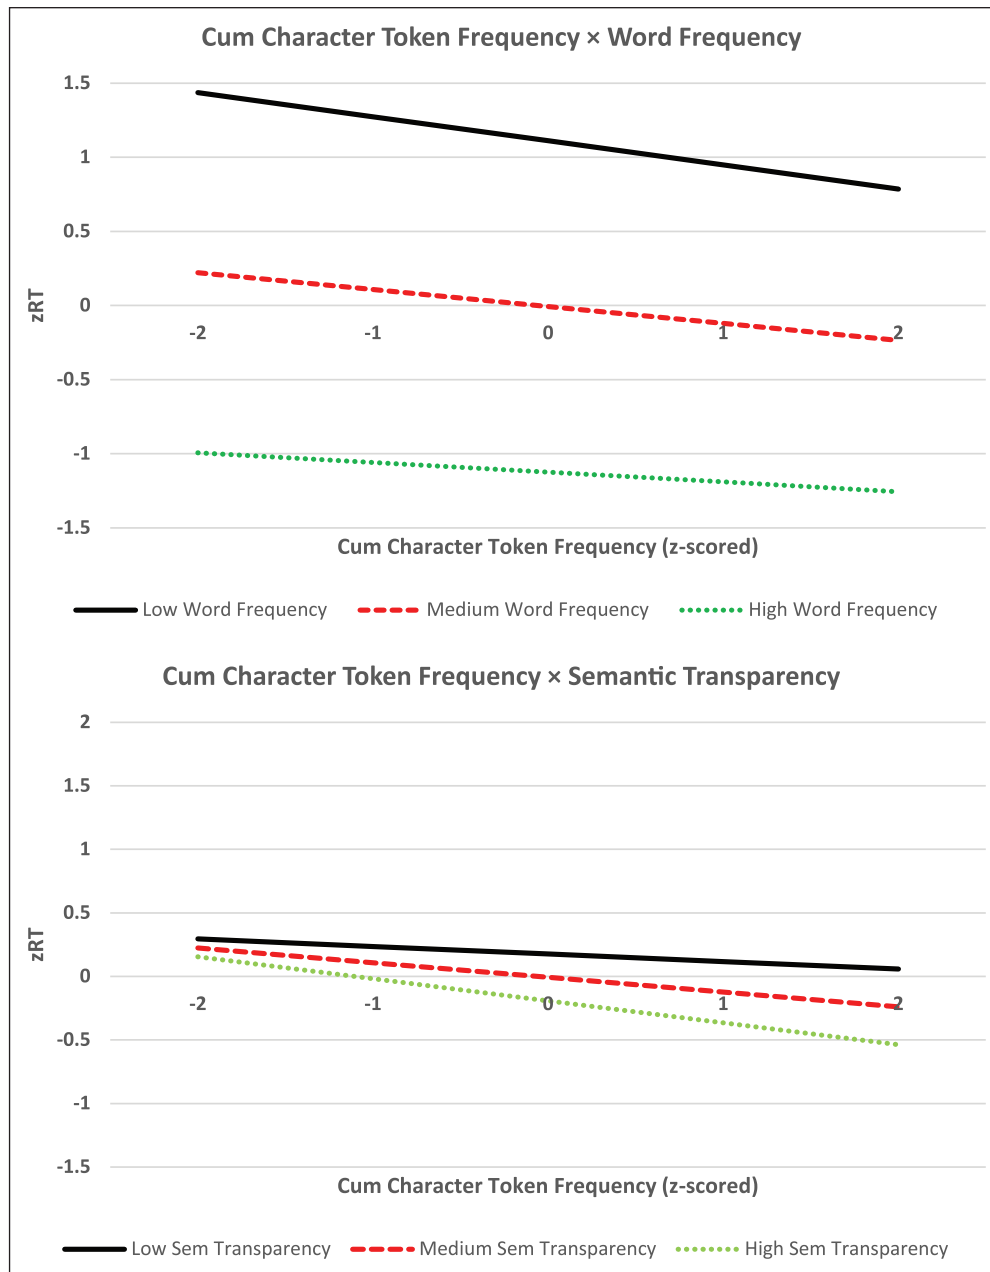 Cum Character Token Frequency × Word Frequency
1.5
1
0.5
0
-0.5
-1
-1.5
zRT
-2 -1 0 1 2
Cum Character Token Frequency (z-scored)
Low Word Frequency Medium Word Frequency High Word Frequency
Cum Character Token Frequency × Semantic Transparency
2
1.5
1
0.5
0
-0.5
-1
-1.5
zRT
-2 -1 0 1 2
Cum Character Token Frequency (z-scored)
Low Sem Transparency Medium Sem Transparency High Sem Transparency